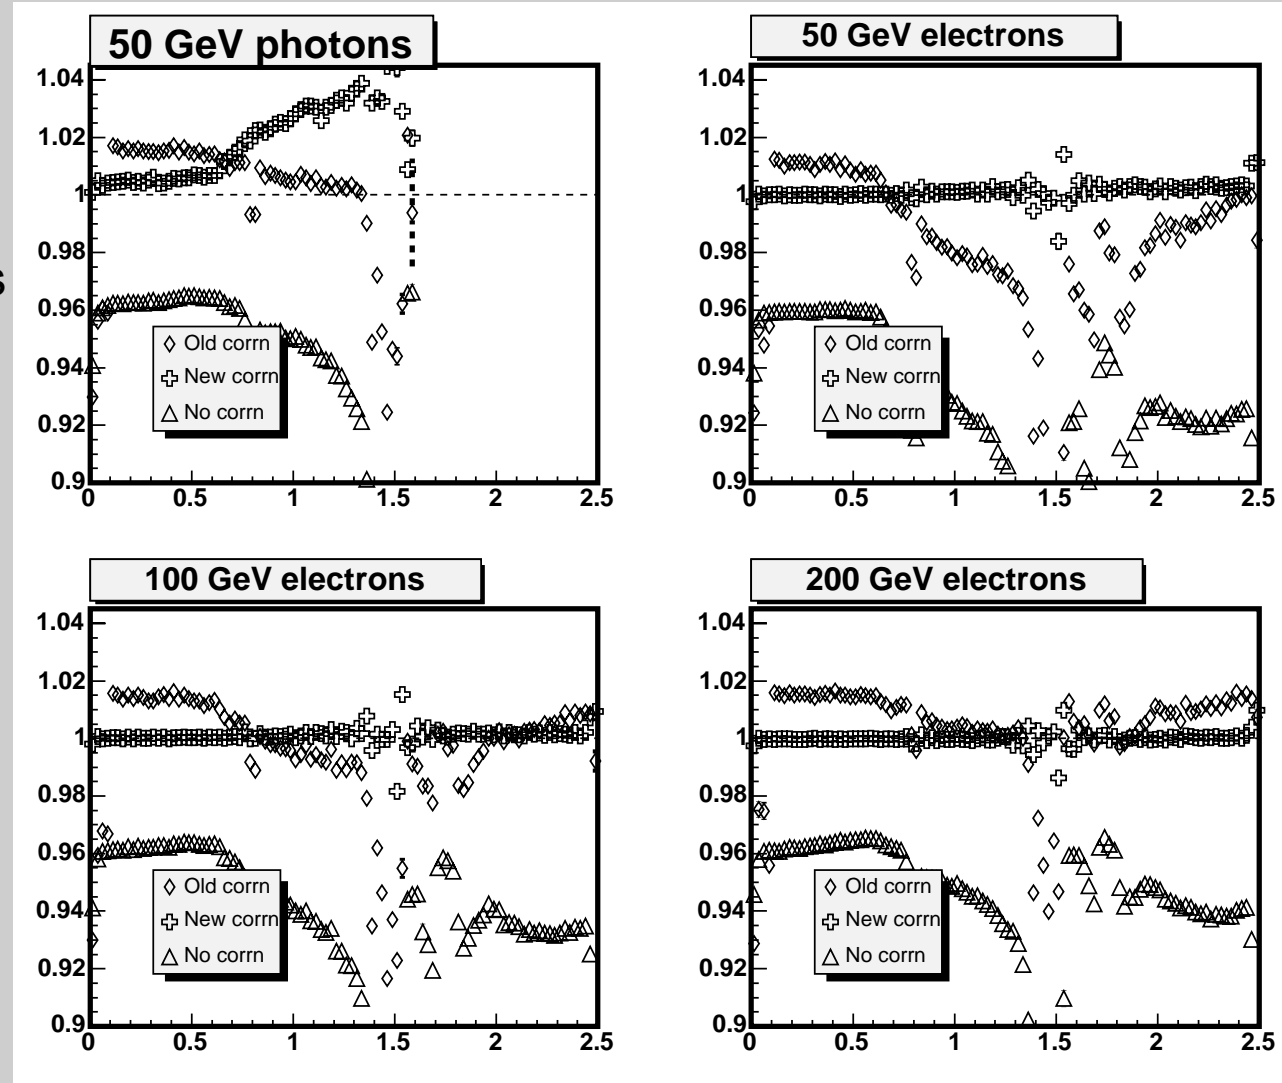 50 GeV photons
1.04
1.02
1
0.98
0.96
0.94
0.92
0.9
0 0.5 1 1.5 2 2.5
Old corrn
New corrn
No corrn
50 GeV electrons
1.04
1.02
1
0.98
0.96
0.94
0.92
0.9
0 0.5 1 1.5 2 2.5
Old corrn
New corrn
No corrn
s
100 GeV electrons
1.04
1.02
1
0.98
0.96
0.94
0.92
0.9
0 0.5 1 1.5 2 2.5
Old corrn
New corrn
No corrn
200 GeV electrons
1.04
1.02
1
0.98
0.96
0.94
0.92
0.9
0 0.5 1 1.5 2 2.5
Old corrn
New corrn
No corrn